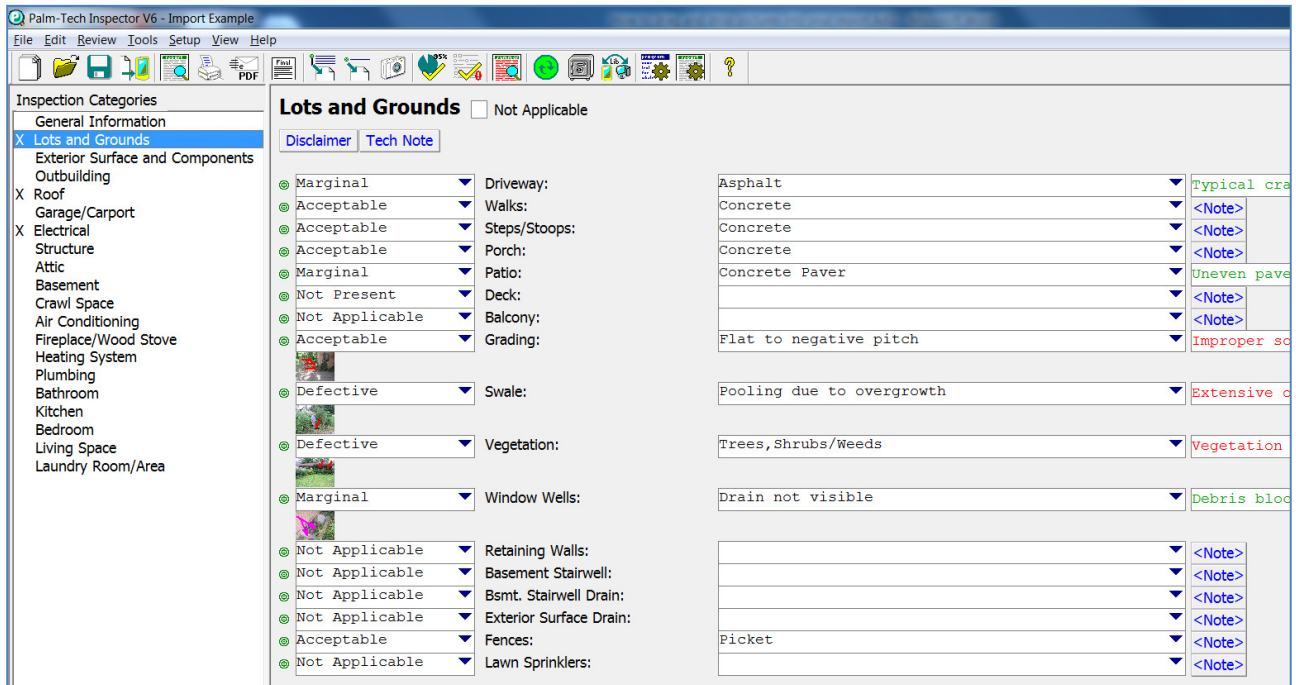 Palm-Tech Inspector V6 - Import Example
File Edit Review Tools Setup View Help
PDF Final 95%
Inspection Categories
General Information
X Lots and Grounds
Exterior Surface and Components
Outbuilding
X Roof
Garage/Carport
X Electrical
Structure
Attic
Basement
Crawl Space
Air Conditioning
Fireplace/Wood Stove
Heating System
Plumbing
Bathroom
Kitchen
Bedroom
Living Space
Laundry Room/Area
Lots and Grounds Not Applicable
Disclaimer Tech Note
Marginal Driveway: Asphalt Typical cra
Acceptable Walks: Concrete <Note>
Acceptable Steps/Stoops: Concrete <Note>
Acceptable Porch: Concrete <Note>
Marginal Patio: Concrete Paver Uneven pave
Not Present Deck: <Note>
Not Applicable Balcony: <Note>
Acceptable Grading: Flat to negative pitch Improper so
Defective Swale: Pooling due to overgrowth Extensive o
Defective Vegetation: Trees,Shrubs/Weeds Vegetation
Marginal Window Wells: Drain not visible Debris bloc
Not Applicable Retaining Walls: <Note>
Not Applicable Basement Stairwell: <Note>
Not Applicable Bsmt. Stairwell Drain: <Note>
Not Applicable Exterior Surface Drain: <Note>
Acceptable Fences: Picket <Note>
Not Applicable Lawn Sprinklers: <Note>